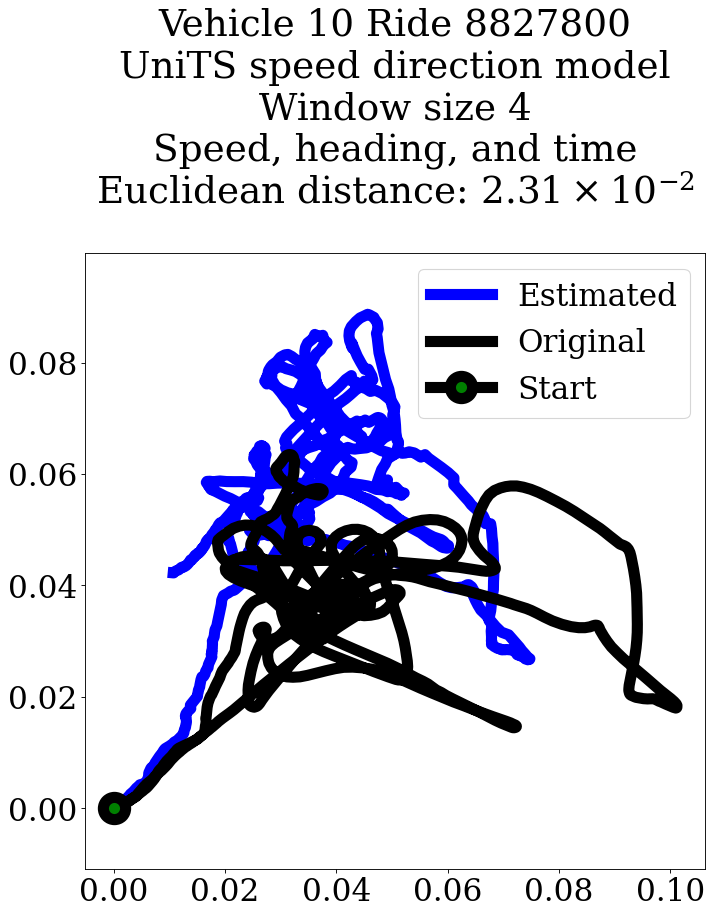 Vehicle 10 Ride 8827800
UniTS speed direction model
Window size 4
Speed, heading, and time
Euclidean distance: 2.31 × 10⁻²
Estimated
Original
Start
0.08
0.06
0.04
0.02
0.00
0.00 0.02 0.04 0.06 0.08 0.10